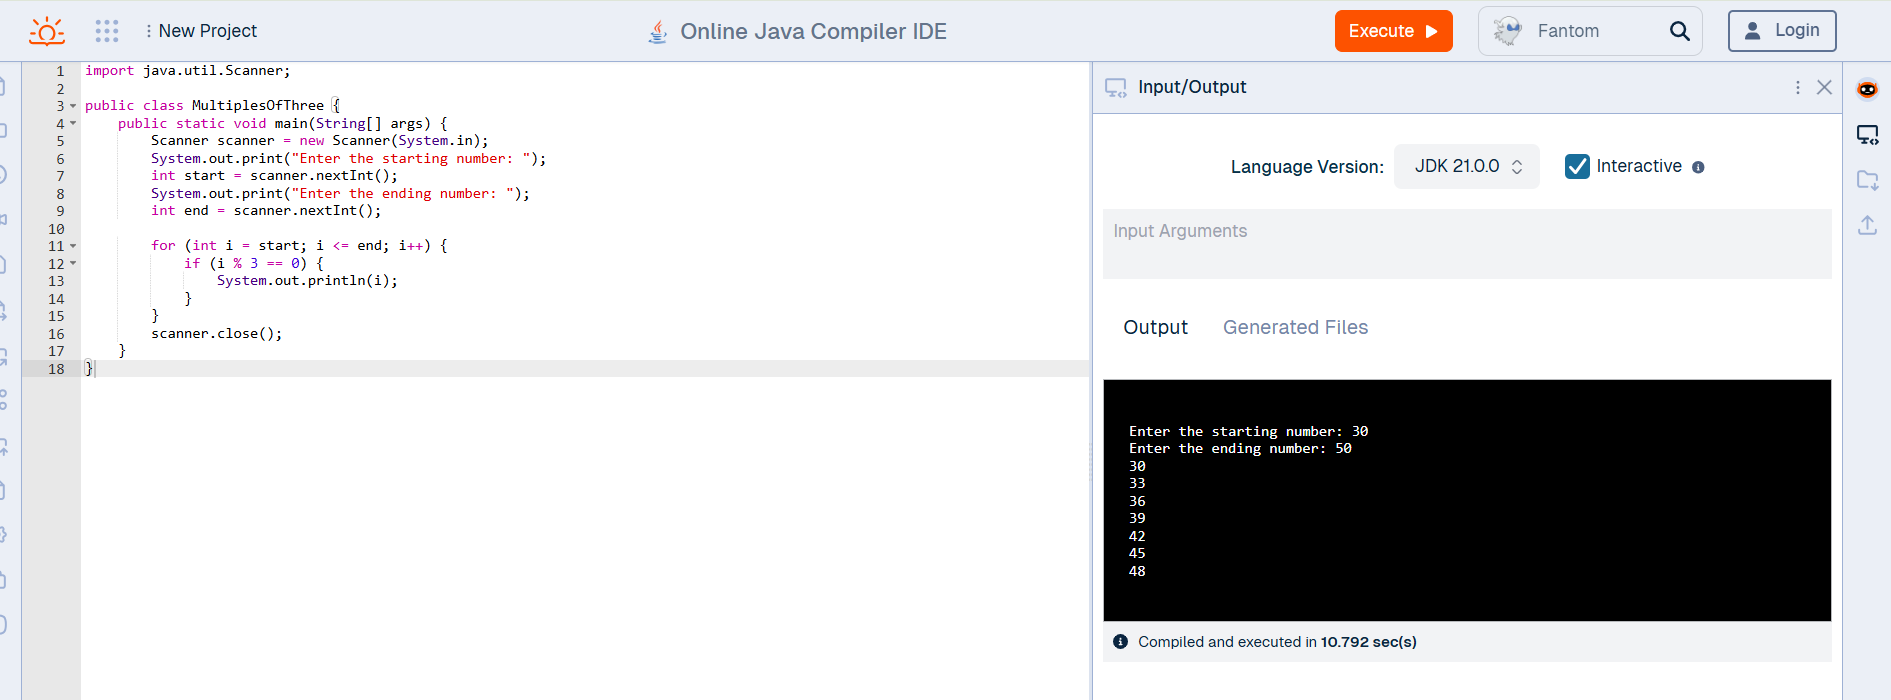 New Project
Online Java Compiler IDE
Execute
Fantom
Login
1 import java.util.Scanner;
2
3 public class MultiplesOfThree {
4     public static void main(String[] args) {
5         Scanner scanner = new Scanner(System.in);
6         System.out.print("Enter the starting number: ");
7         int start = scanner.nextInt();
8         System.out.print("Enter the ending number: ");
9         int end = scanner.nextInt();
10
11         for (int i = start; i <= end; i++) {
12             if (i % 3 == 0) {
13                 System.out.println(i);
14             }
15         }
16         scanner.close();
17     }
18 }
Input/Output
Language Version: JDK 21.0.0 Interactive
Input Arguments
Output Generated Files
Enter the starting number: 30
Enter the ending number: 50
30
33
36
39
42
45
48
Compiled and executed in 10.792 sec(s)